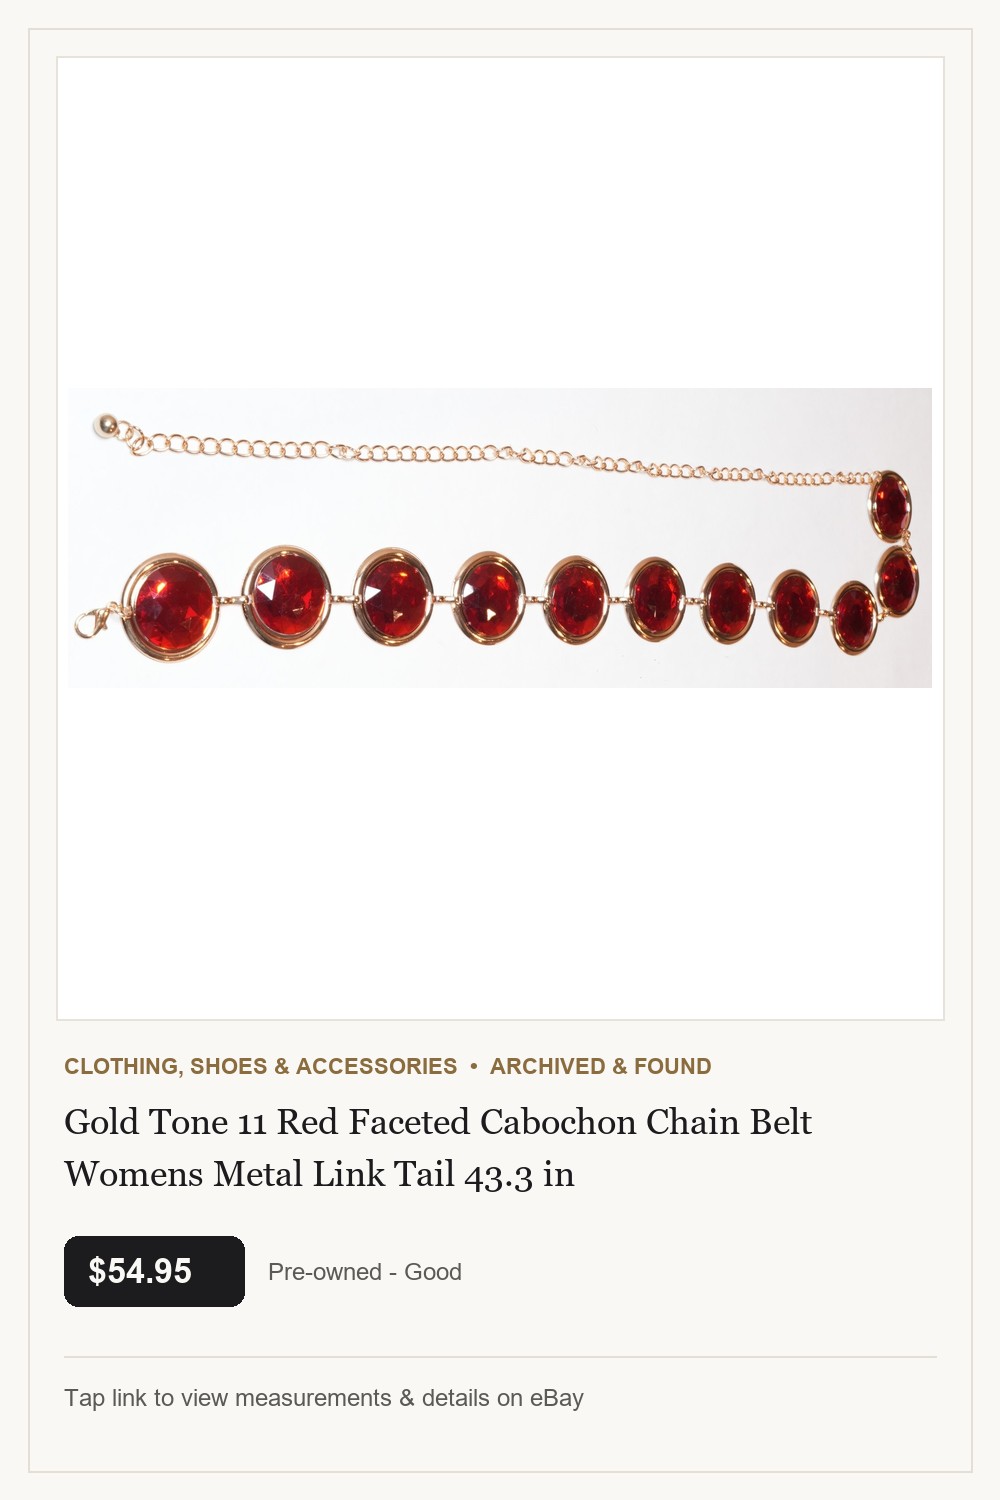 CLOTHING, SHOES & ACCESSORIES • ARCHIVED & FOUND
Gold Tone 11 Red Faceted Cabochon Chain Belt
Womens Metal Link Tail 43.3 in
$54.95
Pre-owned - Good
Tap link to view measurements & details on eBay